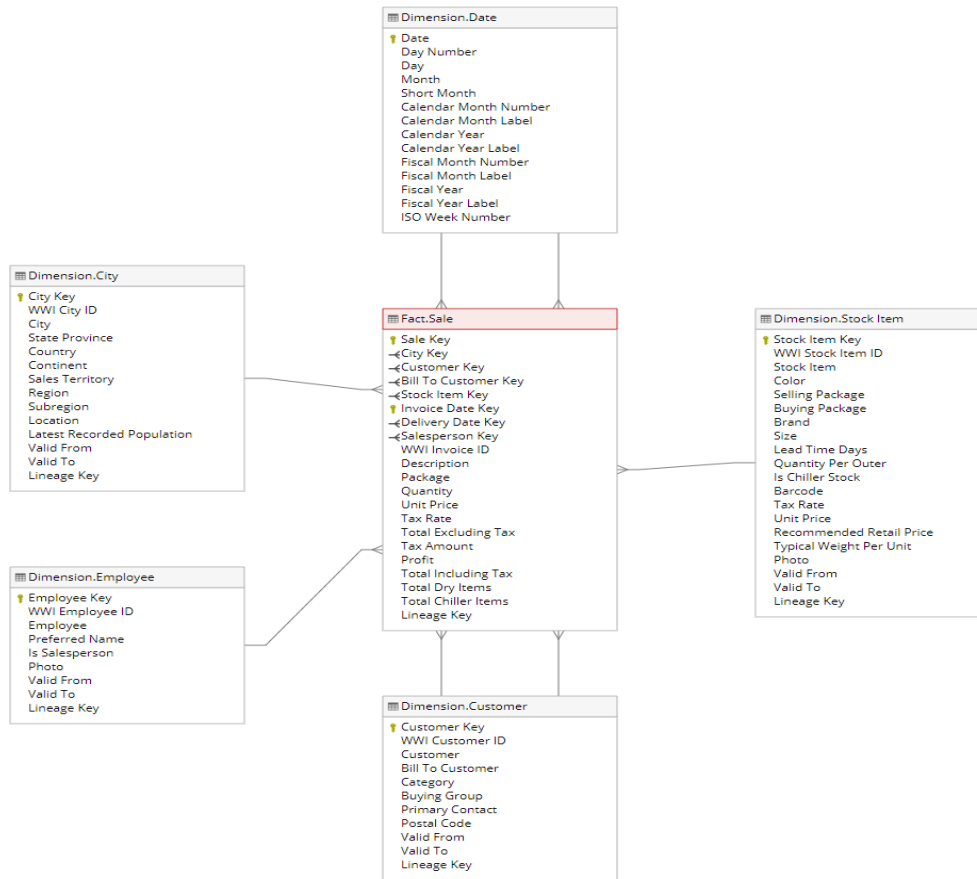 Dimension.Date
Date
Day Number
Day
Month
Short Month
Calendar Month Number
Calendar Month Label
Calendar Year
Calendar Year Label
Fiscal Month Number
Fiscal Month Label
Fiscal Year
Fiscal Year Label
ISO Week Number
Dimension.City
City Key
WWI City ID
City
State Province
Country
Continent
Sales Territory
Region
Subregion
Location
Latest Recorded Population
Valid From
Valid To
Lineage Key
Fact.Sale
Sale Key
City Key
Customer Key
Bill To Customer Key
Stock Item Key
Invoice Date Key
Delivery Date Key
Salesperson Key
WWI Invoice ID
Description
Package
Quantity
Unit Price
Tax Rate
Total Excluding Tax
Tax Amount
Profit
Total Including Tax
Total Dry Items
Total Chiller Items
Lineage Key
Dimension.Stock Item
Stock Item Key
WWI Stock Item ID
Stock Item
Color
Selling Package
Buying Package
Brand
Size
Lead Time Days
Quantity Per Outer
Is Chiller Stock
Barcode
Tax Rate
Unit Price
Recommended Retail Price
Typical Weight Per Unit
Photo
Valid From
Valid To
Lineage Key
Dimension.Employee
Employee Key
WWI Employee ID
Employee
Preferred Name
Is Salesperson
Photo
Valid From
Valid To
Lineage Key
Dimension.Customer
Customer Key
WWI Customer ID
Customer
Bill To Customer
Category
Buying Group
Primary Contact
Postal Code
Valid From
Valid To
Lineage Key